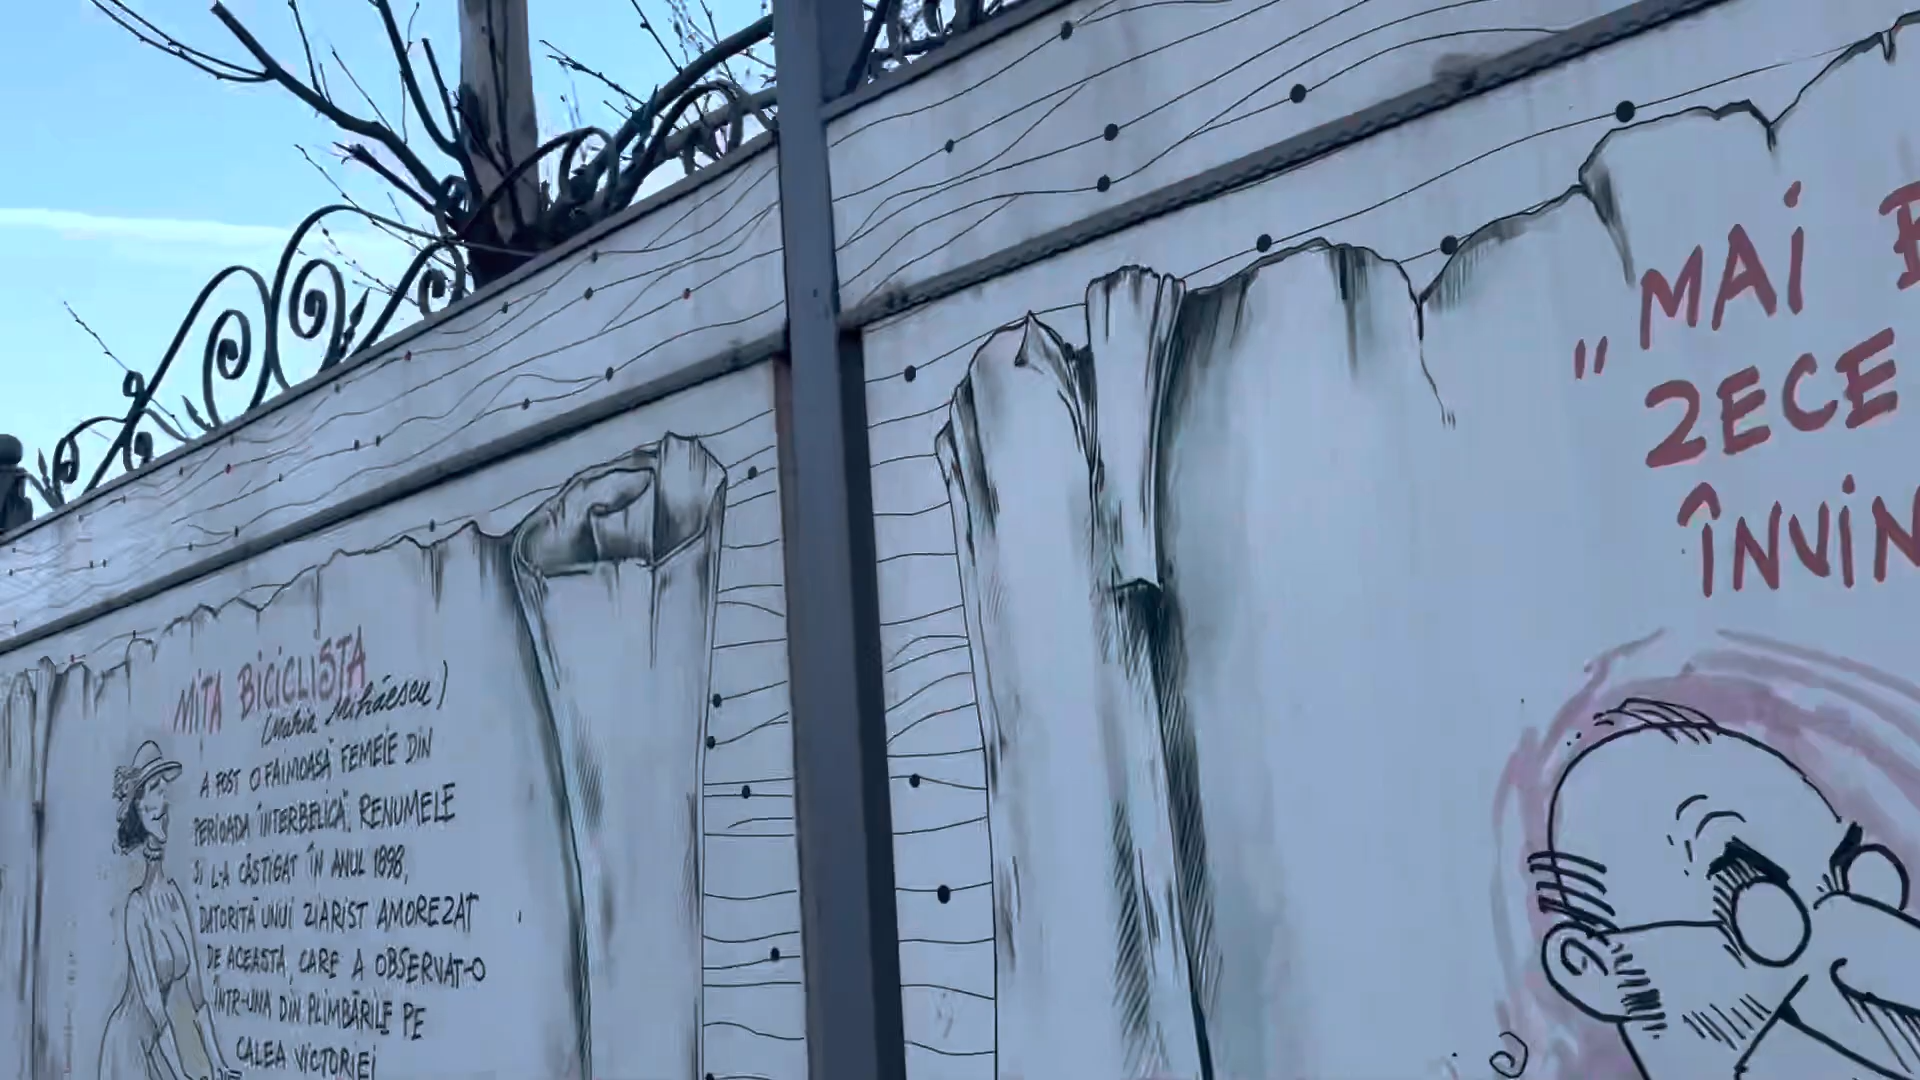 MIȚA BICICLISTA
(Maria Mihăescu)
A FOST O FAIMOASĂ FEMEIE DIN
PERIOADA INTERBELICĂ. RENUMELE
ȘI L-A CÂȘTIGAT ÎN ANUL 1898,
DATORITĂ UNUI ZIARIST AMOREZAT
DE ACEASTA, CARE A OBSERVAT-O
ÎNTR-UNA DIN PLIMBĂRILE PE
CALEA VICTORIEI
"MAI
ZECE
ÎNVIN